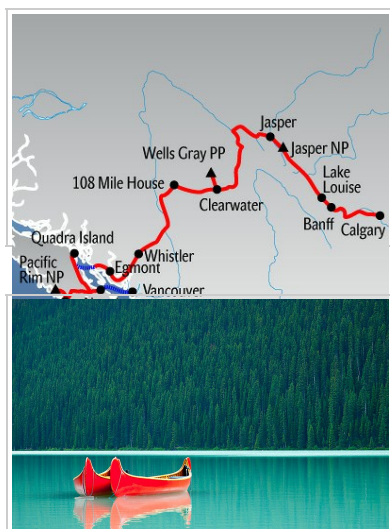 Jasper
Jasper NP
Wells Gray PP
Lake
Louise
108 Mile House
Clearwater
Banff
Calgary
Quadra Island
Whistler
Pacific
Rim NP
Egmont
Vancouver